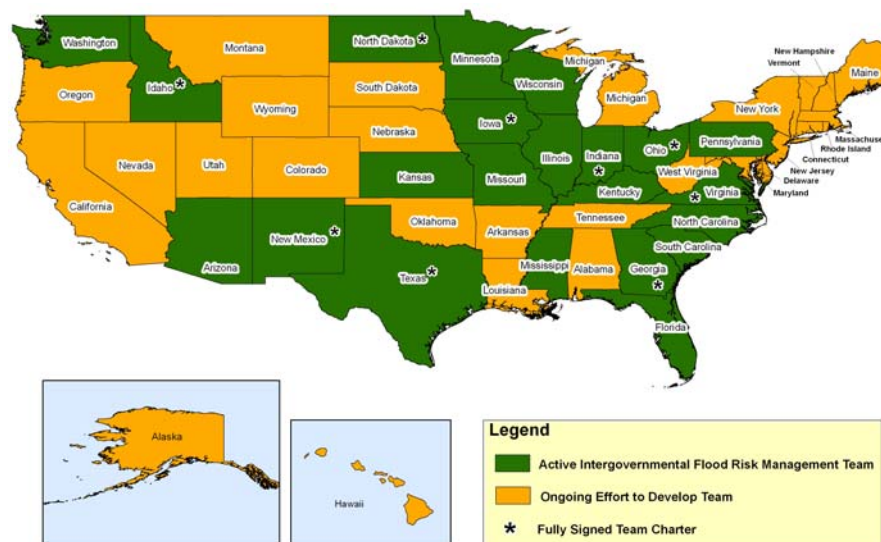 Washington
Montana
North Dakota *
Minnesota
Michigan
New Hampshire
Vermont
Maine
Oregon
Idaho *
Wyoming
South Dakota
Wisconsin
Michigan
New York
Massachuse
Rhode Island
Connecticut
New Jersey
Delaware
Maryland
Nevada
Utah
Colorado
Nebraska
Iowa *
Illinois
Indiana
*
Ohio *
Pennsylvania
West Virginia
Virginia
*
California
Kansas
Missouri
Kentucky
North Carolina
Tennessee
South Carolina
Arizona
New Mexico *
Oklahoma
Arkansas
Mississippi
Alabama
Georgia
*
Texas *
Louisiana
Florida
Alaska
Hawaii
Legend
Active Intergovernmental Flood Risk Management Team
Ongoing Effort to Develop Team
* Fully Signed Team Charter